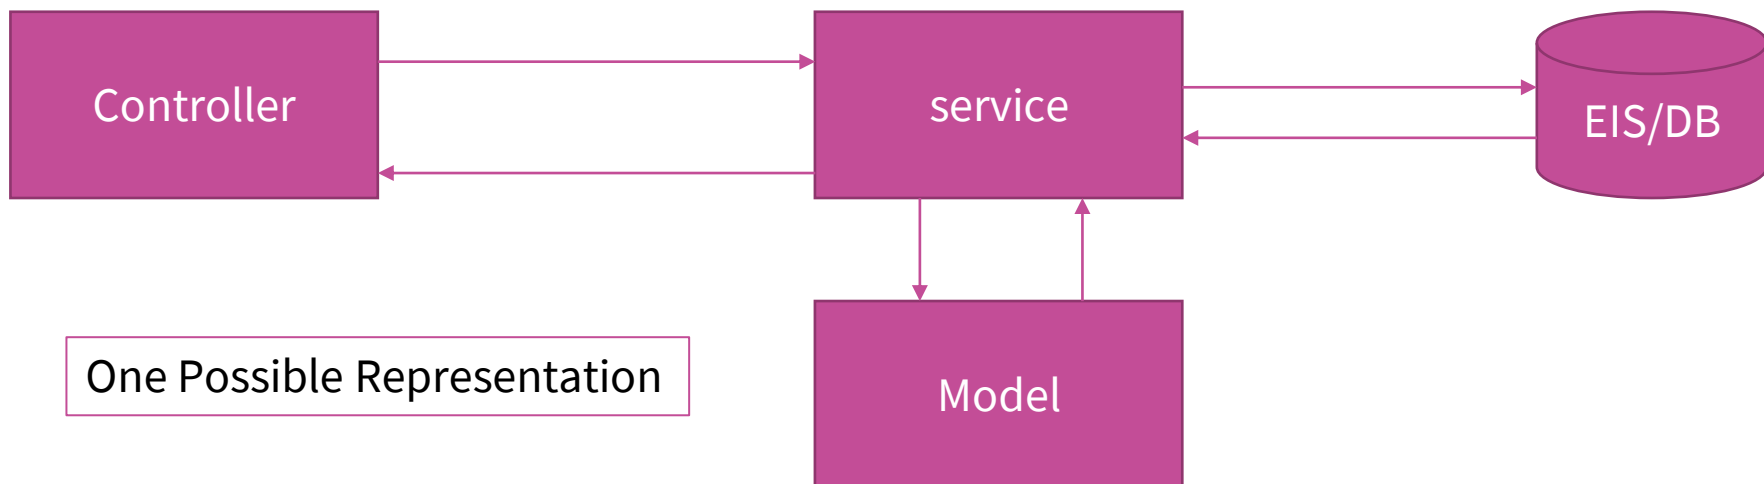 Controller
service
EIS/DB
One Possible Representation
Model